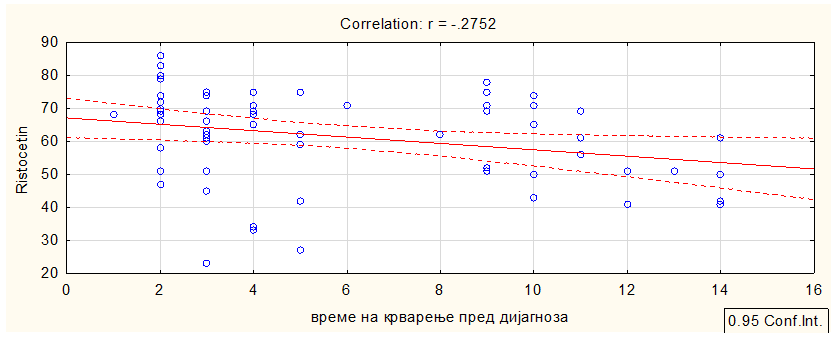 Correlation: r = -.2752
90
80
70
60
50
40
30
20
Ristocetin
0 2 4 6 8 10 12 14 16
време на крварење пред дијагноза
0.95 Conf.Int.